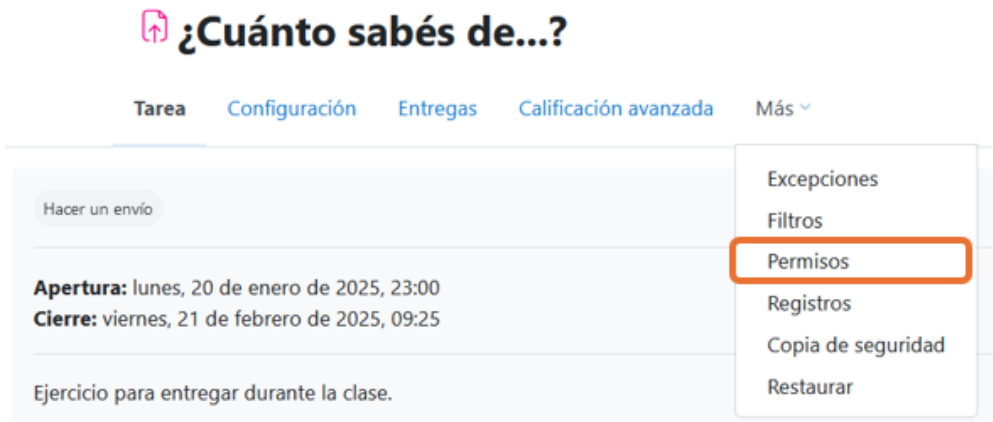 ¿Cuánto sabés de...?
Tarea Configuración Entregas Calificación avanzada Más
Excepciones
Hacer un envío
Filtros
Permisos
Apertura: lunes, 20 de enero de 2025, 23:00
Registros
Cierre: viernes, 21 de febrero de 2025, 09:25
Copia de seguridad
Restaurar
Ejercicio para entregar durante la clase.